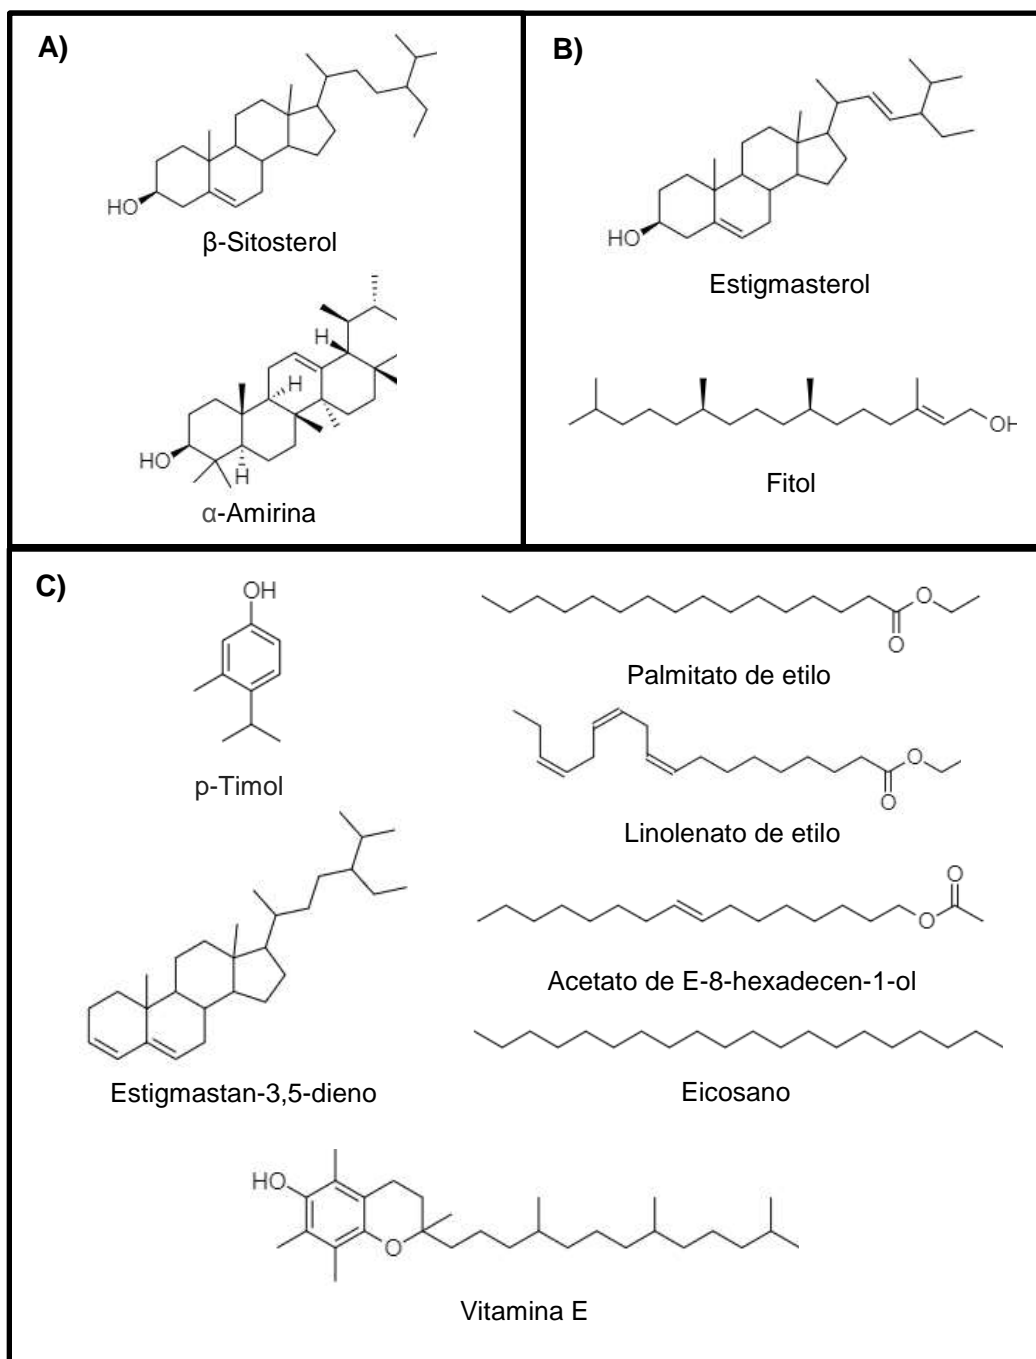 A)
HO
β-Sitosterol
H
H
HO
H
α-Amirina
B)
HO
Estigmasterol
OH
Fitol
C)
OH
p-Timol
O
O
Palmitato de etilo
O
O
Linolenato de etilo
O
O
Acetato de E-8-hexadecen-1-ol
Estigmastan-3,5-dieno
Eicosano
HO
O
Vitamina E